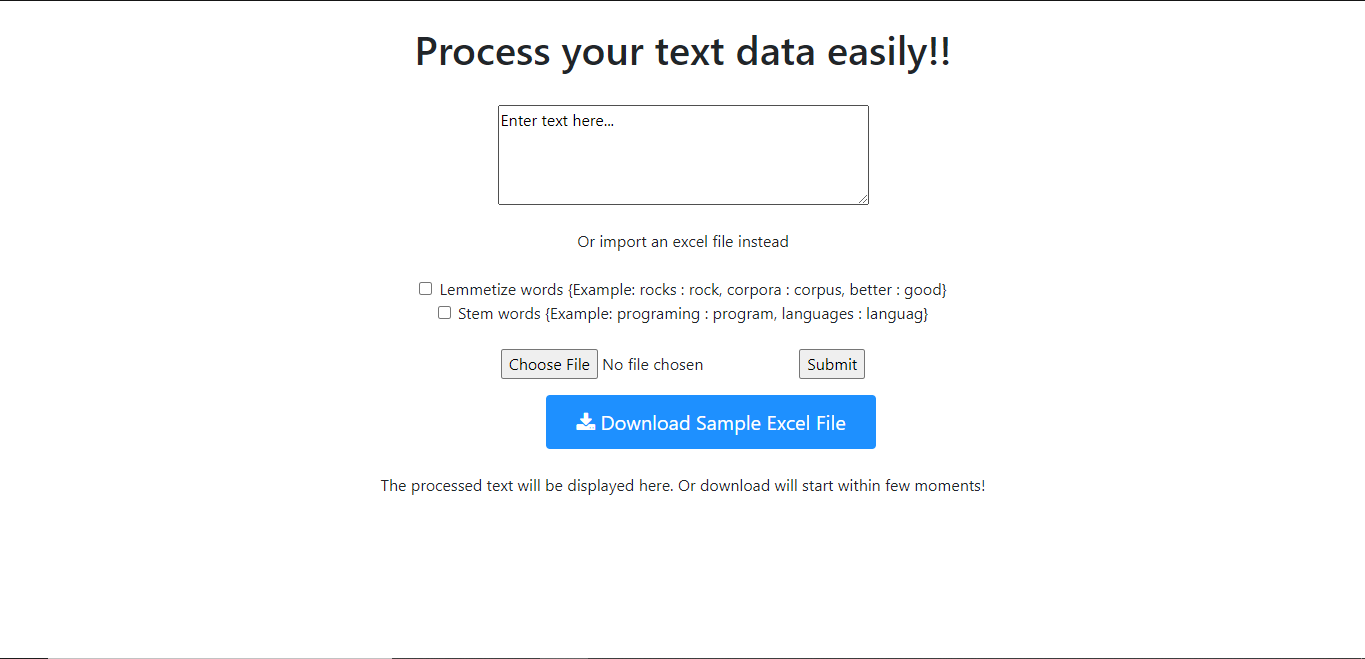 Process your text data easily!!
Enter text here...
Or import an excel file instead
Lemmetize words {Example: rocks : rock, corpora : corpus, better : good}
Stem words {Example: programing : program, languages : languag}
Choose File No file chosen Submit
Download Sample Excel File
The processed text will be displayed here. Or download will start within few moments!